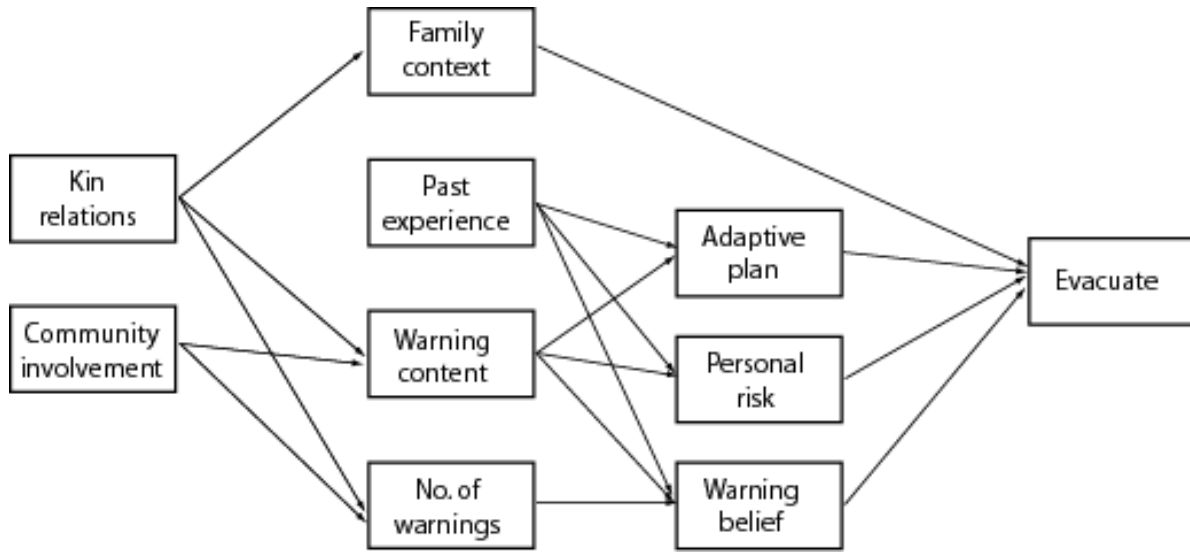 Family
context
Kin
relations
Past
experience
Adaptive
plan
Evacuate
Community
involvement
Warning
content
Personal
risk
No. of
warnings
Warning
belief